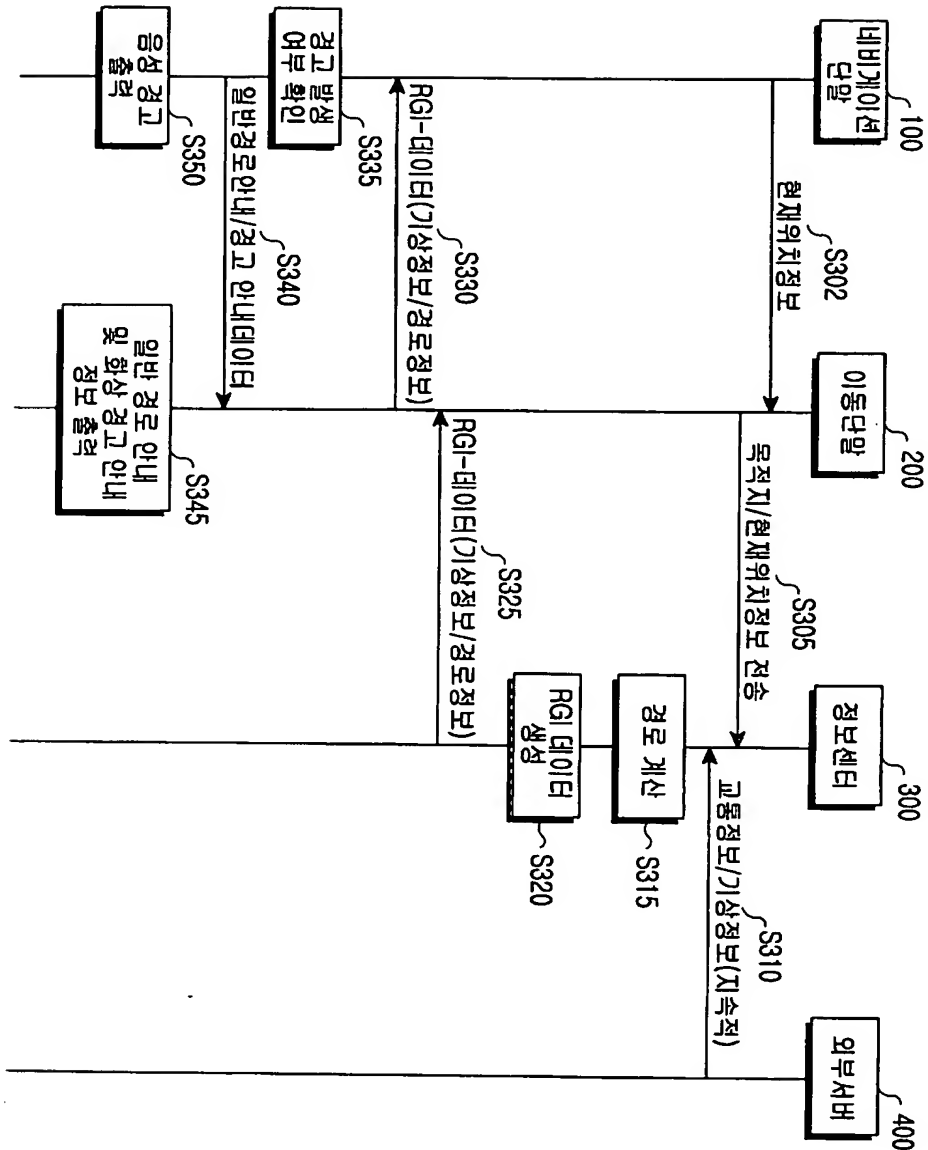 네비게이션
단말
100
이동단말
200
정보센터
300
외부서버
400
S302
현재위치정보
S305
목적지/현재위치정보 전송
S310
교통정보/기상정보(지속적)
경로 계산
S315
RGI 데이터
생성
S320
S325
RGI-데이터(기상정보/경로정보)
S330
RGI-데이터(기상정보/경로정보)
경고 발생
여부 확인
S335
S340
일반경로안내/경고 안내데이터
일반 경로 안내
및 화상 경고 안내
정보 출력
S345
음성 경고
출력
S350